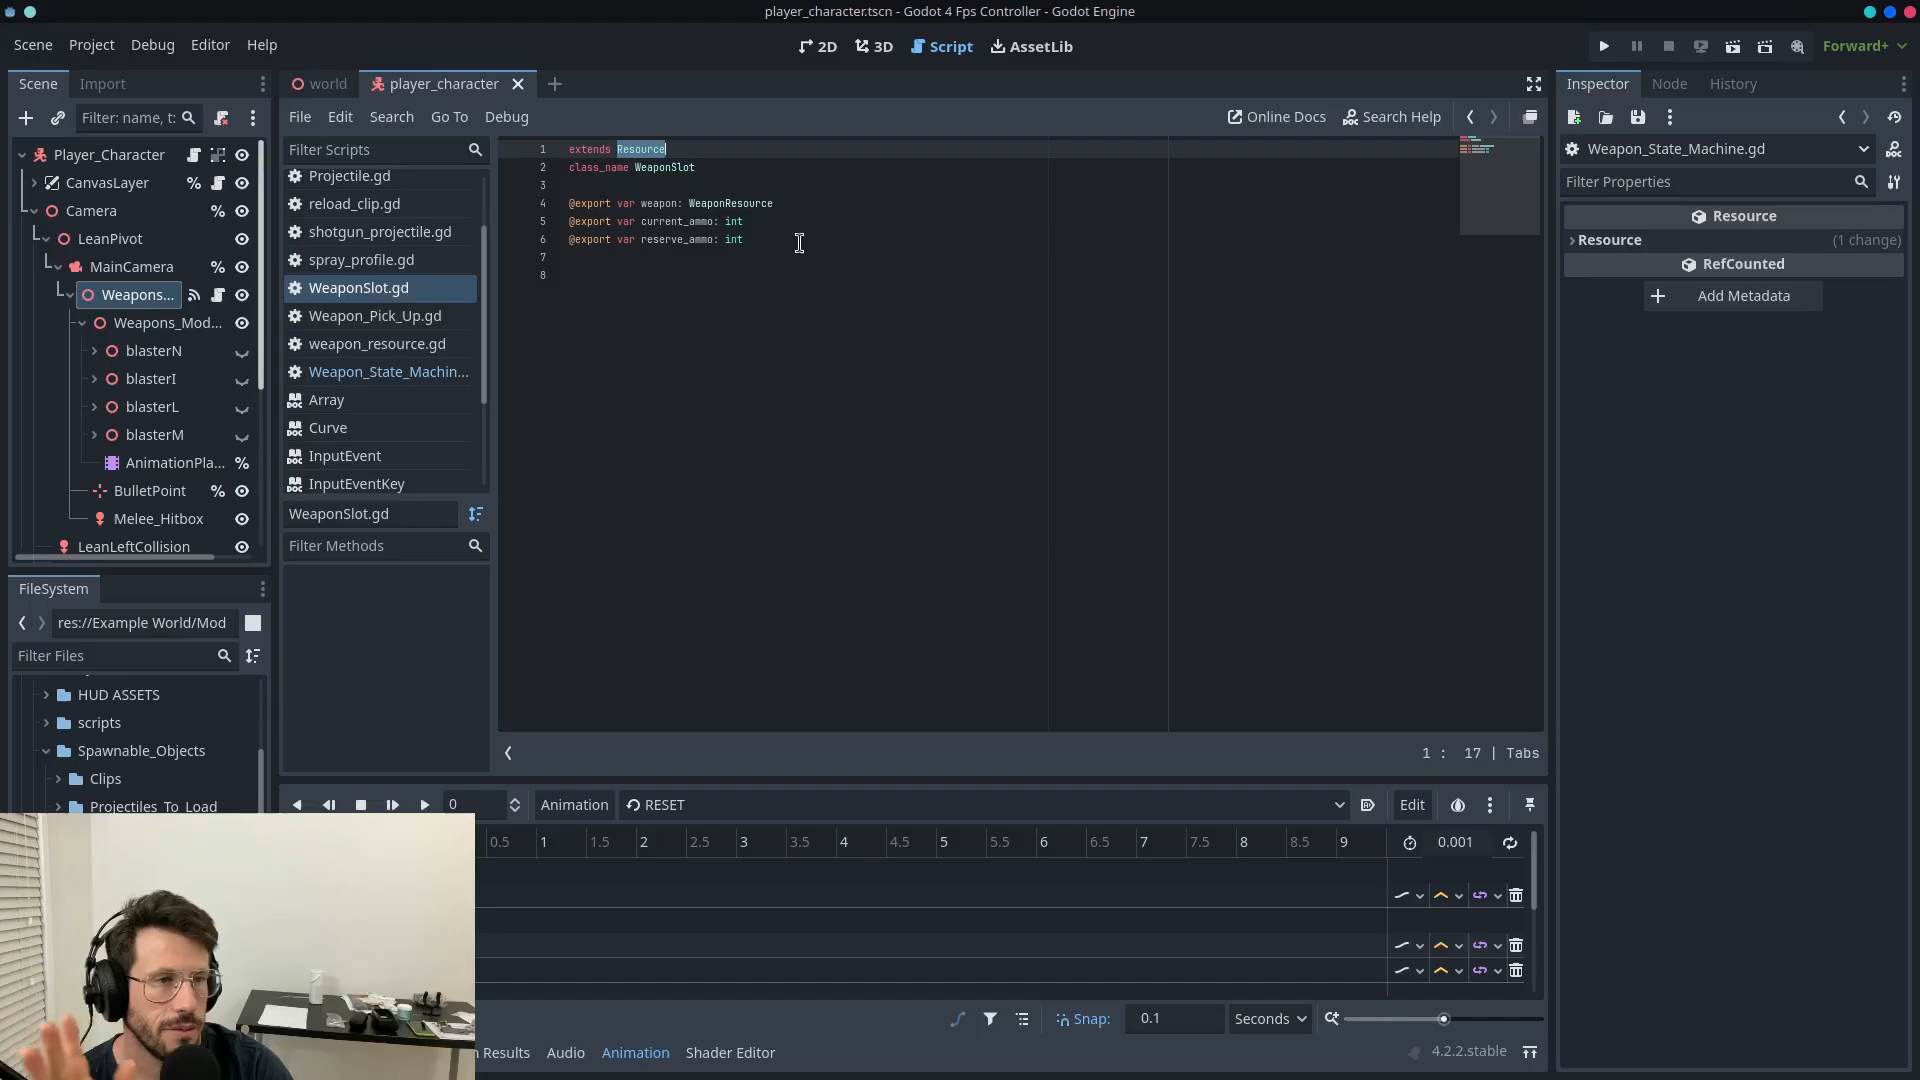 player_character.tscn - Godot 4 Fps Controller - Godot Engine
Scene Project Debug Editor Help
2D 3D Script AssetLib
Forward+
Scene Import
Filter: name, t:
Player_Character
CanvasLayer
Camera
LeanPivot
MainCamera
Weapons...
Weapons_Mod...
blasterN
blasterI
blasterL
blasterM
AnimationPla...
BulletPoint
Melee_Hitbox
LeanLeftCollision
FileSystem
res://Example World/Mod
Filter Files
HUD ASSETS
scripts
Spawnable_Objects
Clips
Projectiles_To_Load
world player_character
File Edit Search Go To Debug
Online Docs Search Help
Filter Scripts
Projectile.gd
reload_clip.gd
shotgun_projectile.gd
spray_profile.gd
WeaponSlot.gd
Weapon_Pick_Up.gd
weapon_resource.gd
Weapon_State_Machin...
Array
Curve
InputEvent
InputEventKey
WeaponSlot.gd
Filter Methods
1 extends Resource
2 class_name WeaponSlot
3
4 @export var weapon: WeaponResource
5 @export var current_ammo: int
6 @export var reserve_ammo: int
7
8
1 : 17 | Tabs
0 Animation RESET Edit
0.5 1 1.5 2 2.5 3 3.5 4 4.5 5 5.5 6 6.5 7 7.5 8 8.5 9 0.001
Snap: 0.1 Seconds
Results Audio Animation Shader Editor
4.2.2.stable
Inspector Node History
Weapon_State_Machine.gd
Filter Properties
Resource
Resource (1 change)
RefCounted
Add Metadata